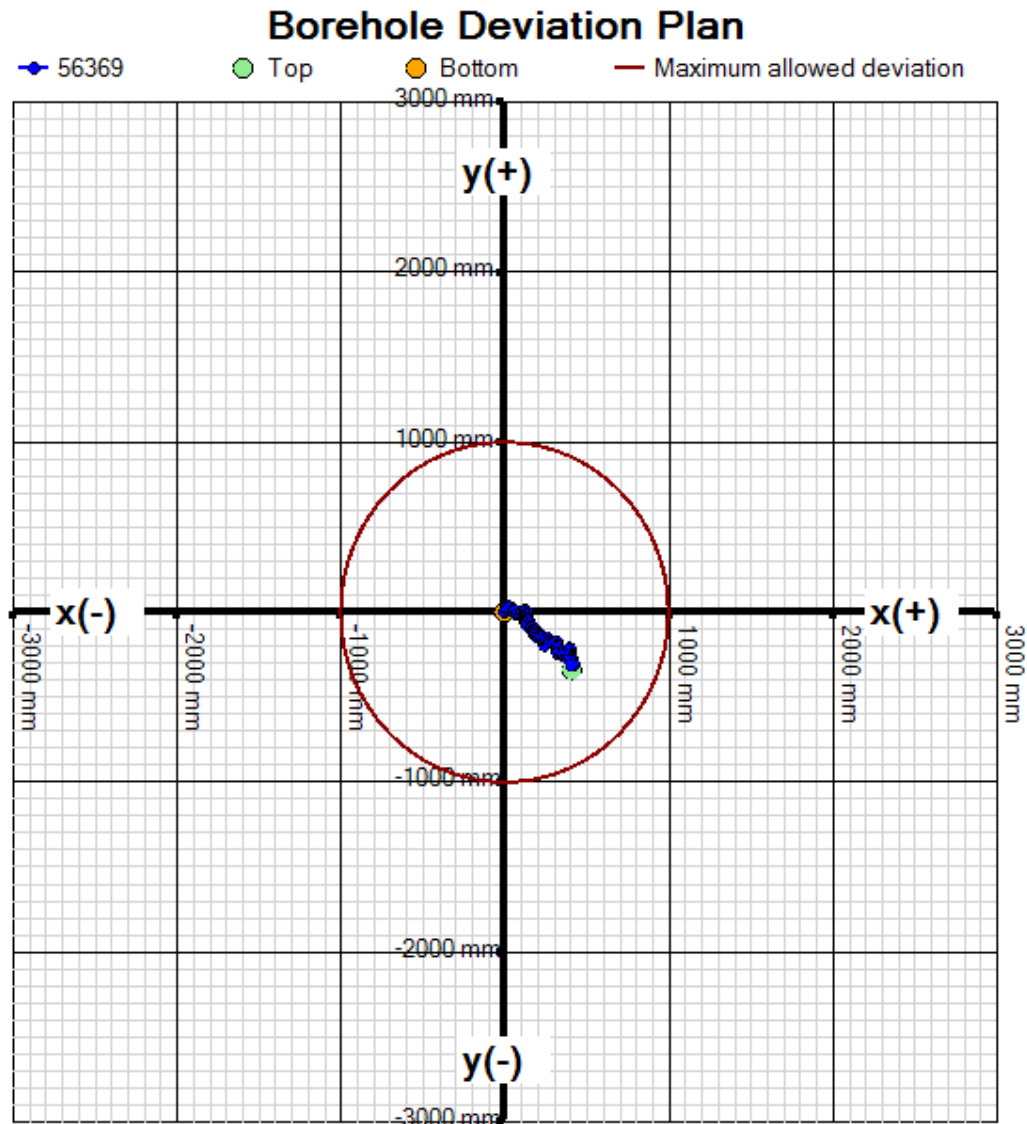 Borehole Deviation Plan
56369 Top Bottom Maximum allowed deviation
3000 mm
y(+)
2000 mm
1000 mm
x(-)
x(+)
-3000 mm
-2000 mm
-1000 mm
1000 mm
2000 mm
3000 mm
-1000 mm
-2000 mm
y(-)
-3000 mm